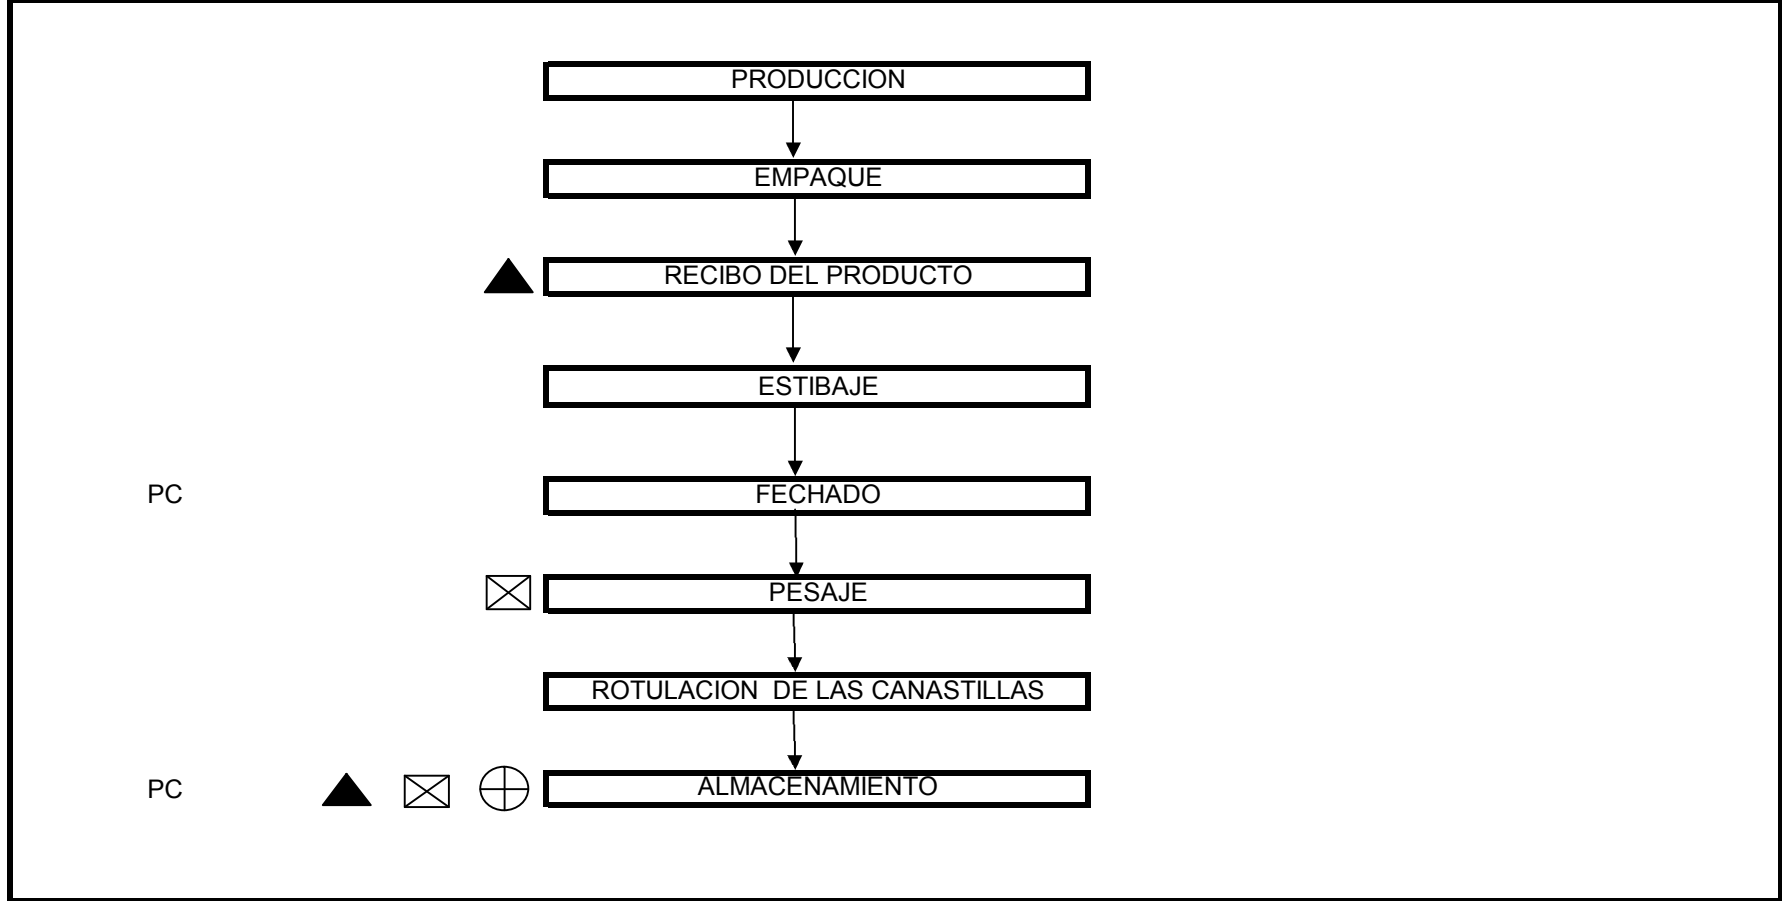 PRODUCCION
EMPAQUE
RECIBO DEL PRODUCTO
ESTIBAJE
PC FECHADO
PESAJE
ROTULACION  DE LAS CANASTILLAS
PC ALMACENAMIENTO